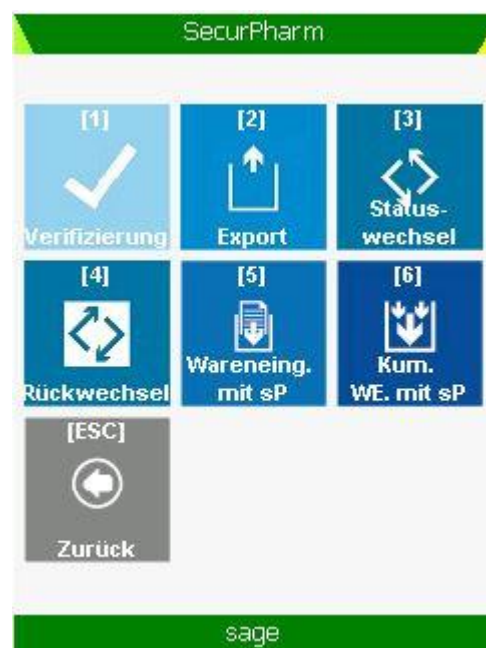 SecurPharm
[1]
Verifizierung
[2]
Export
[3]
Status-
wechsel
[4]
Rückwechsel
[5]
Wareneing.
mit sP
[6]
Kum.
WE. mit sP
[ESC]
Zurück
sage